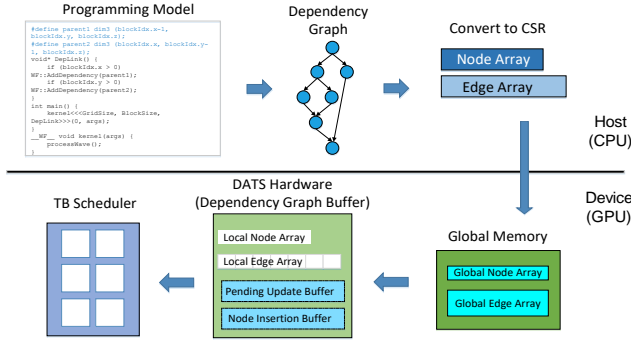 Programming Model
#define parent1 dim3 (blockIdx.x-1,
blockIdx.y, blockIdx.z);
#define parent2 dim3 (blockIdx.x, blockIdx.y-
1, blockIdx.z);
void* DepLink() {
if (blockIdx.x > 0)
WF::AddDependency(parent1);
if (blockIdx.y > 0)
WF::AddDependency(parent2);
}
int main() {
kernel<<<GridSize, BlockSize,
DepLink>>>(0, args);
}
__WF__ void kernel(args) {
processWave();
}
Dependency
Graph
Convert to CSR
Node Array
Edge Array
Host
(CPU)
Device
(GPU)
TB Scheduler
DATS Hardware
(Dependency Graph Buffer)
Local Node Array
Local Edge Array
Pending Update Buffer
Node Insertion Buffer
Global Memory
Global Node Array
Global Edge Array